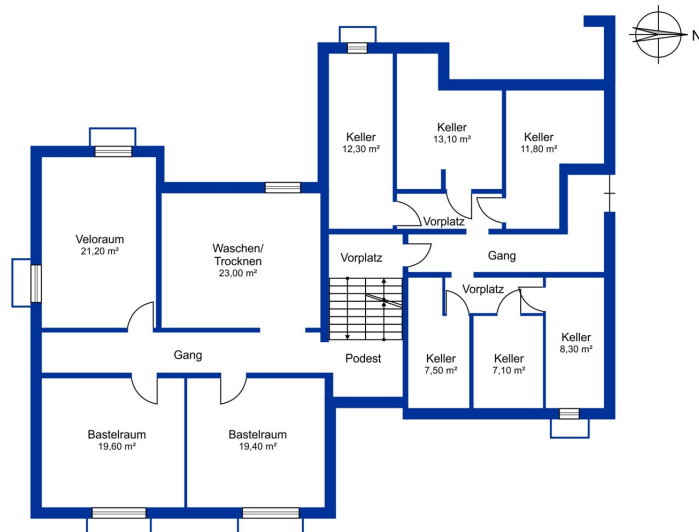 N
Keller
12,30 m²
Keller
13,10 m²
Keller
11,80 m²
Vorplatz
Veloraum
21,20 m²
Waschen/
Trocknen
23,00 m²
Vorplatz
Gang
Vorplatz
Gang
Podest
Keller
7,50 m²
Keller
7,10 m²
Keller
8,30 m²
Bastelraum
19,60 m²
Bastelraum
19,40 m²